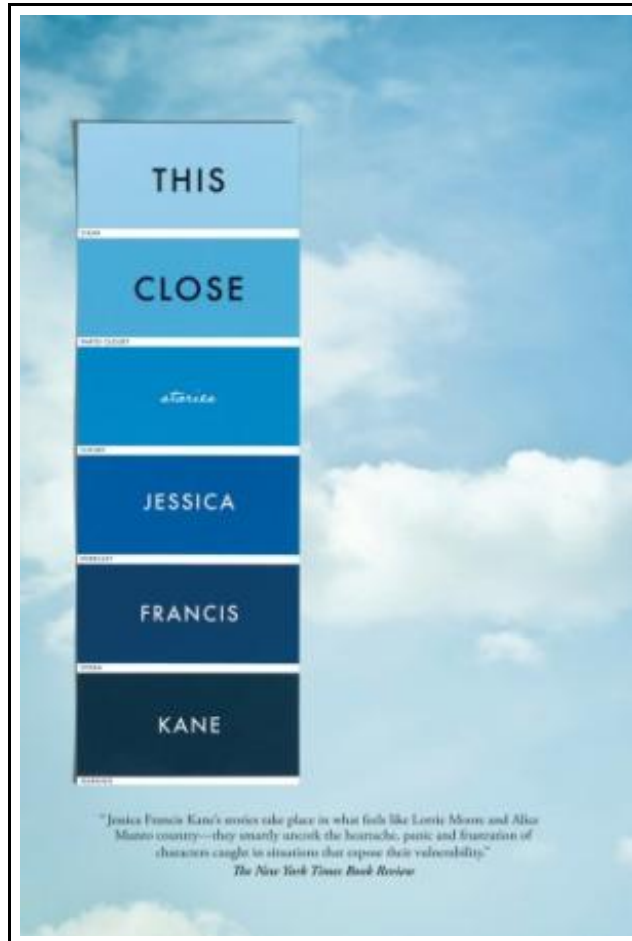 THIS
CLOSE
PARTLY CLOUDY
stories
JESSICA
FRANCIS
KANE
"Jessica Francis Kane's stories take place in what feels like Lorrie Moore and Alice
Munro country—they smartly uncork the heartache, panic and frustration of
characters caught in situations that expose their vulnerability."
The New York Times Book Review